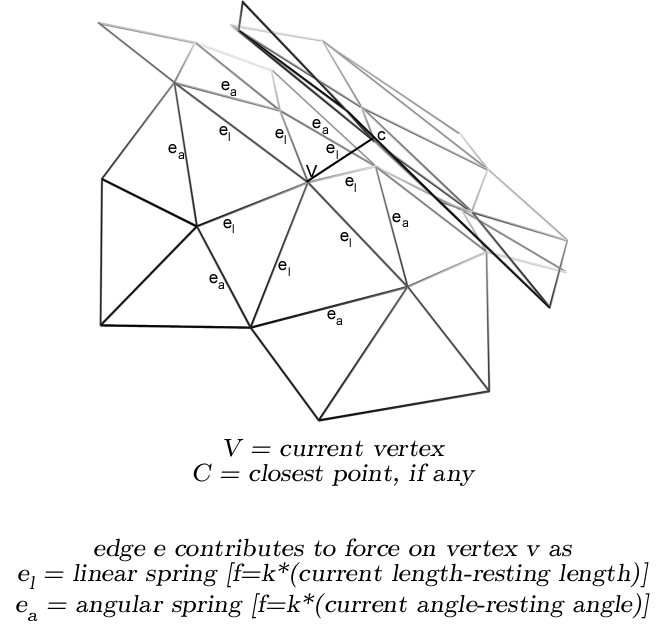 e_a
e_l
e_l
e_a
e_a
e_l
c
V
e_l
e_l
e_a
e_l
e_l
e_a
e_a
V = current vertex
C = closest point, if any
edge e contributes to force on vertex v as
e_l = linear spring [f=k*(current length-resting length)]
e_a = angular spring [f=k*(current angle-resting angle)]